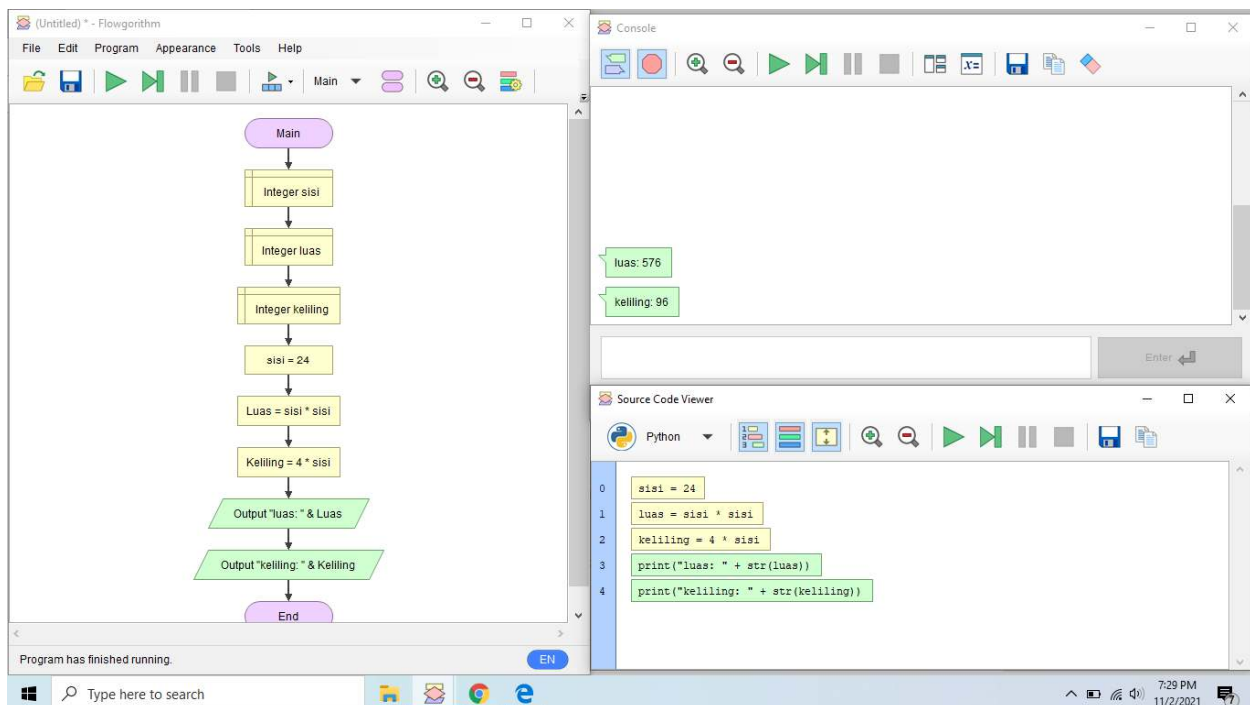 (Untitled) * - Flowgorithm
File Edit Program Appearance Tools Help
Main
Main
Integer sisi
Integer luas
Integer keliling
sisi = 24
Luas = sisi * sisi
Keliling = 4 * sisi
Output "luas: " & Luas
Output "keliling: " & Keliling
End
Program has finished running.
EN
Console
x=
luas: 576
keliling: 96
Enter
Source Code Viewer
Python
0 sisi = 24
1 luas = sisi * sisi
2 keliling = 4 * sisi
3 print("luas: " + str(luas))
4 print("keliling: " + str(keliling))
Type here to search
7:29 PM
11/2/2021
7